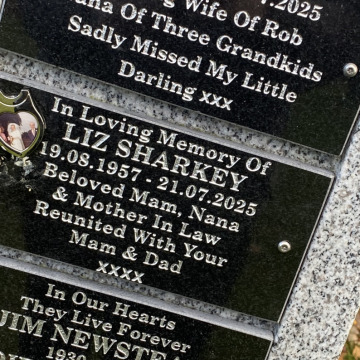 .2025
Wife Of Rob
Of Three Grandkids
Sadly Missed My Little
Darling xxx
In Loving Memory Of
LIZ SHARKEY
19.08.1957 - 21.07.2025
Beloved Mam, Nana
& Mother In Law
Reunited With Your
Mam & Dad
xxxx
In Our Hearts
They Live Forever
JIM